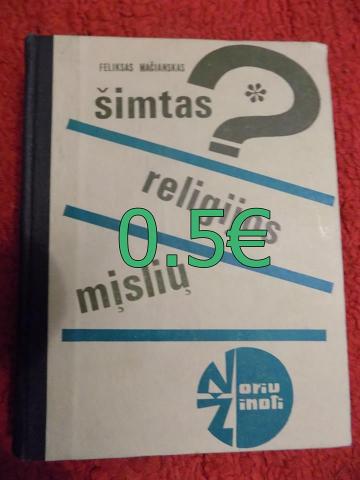 FELIKSAS MAČIANSKAS
šimtas ?
*
religijos
0.5€
mįslių
Noriu
Žinoti